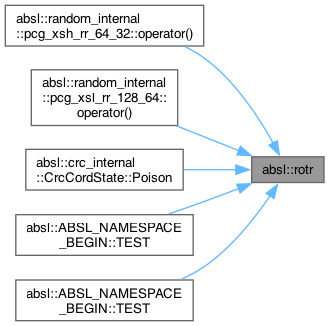 absl::random_internal
::pcg_xsh_rr_64_32::operator()
absl::random_internal
::pcg_xsl_rr_128_64::
operator()
absl::crc_internal
::CrcCordState::Poison
absl::rotr
absl::ABSL_NAMESPACE
_BEGIN::TEST
absl::ABSL_NAMESPACE
_BEGIN::TEST